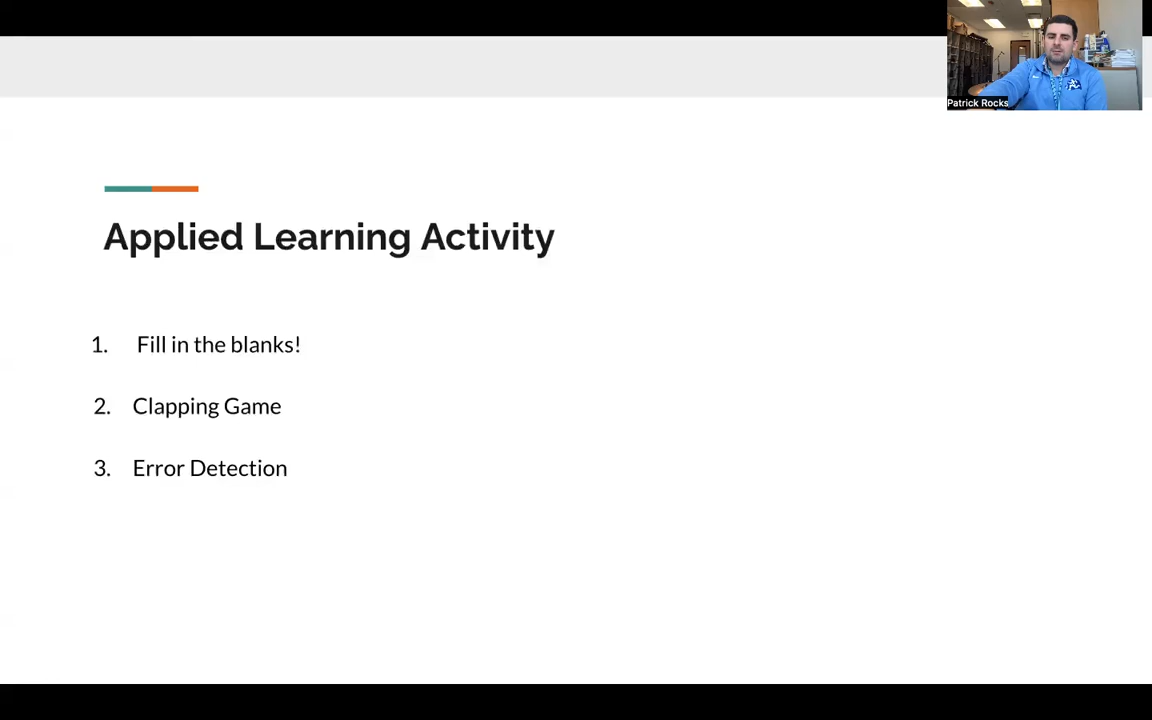 Patrick Rocks
Applied Learning Activity
1. Fill in the blanks!
2. Clapping Game
3. Error Detection